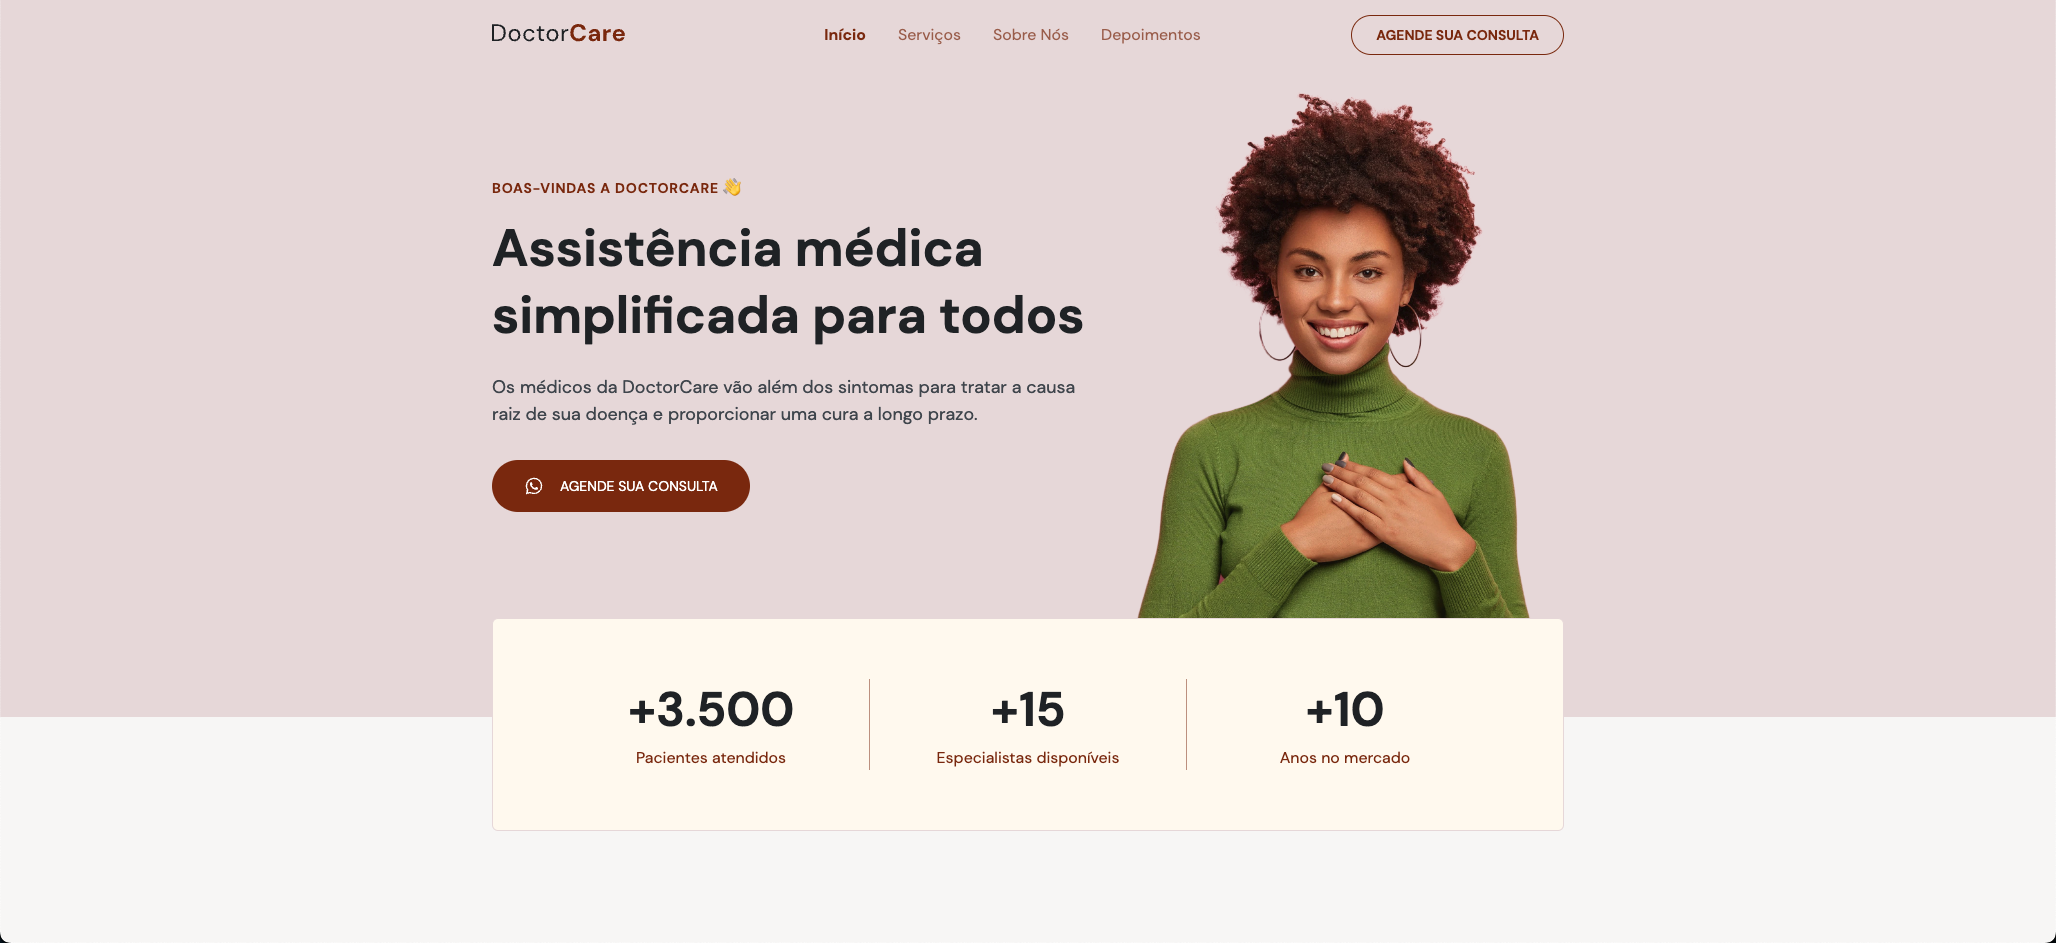 DoctorCare
Início
Serviços
Sobre Nós
Depoimentos
AGENDE SUA CONSULTA
BOAS-VINDAS A DOCTORCARE 👋
Assistência médica
simplificada para todos
Os médicos da DoctorCare vão além dos sintomas para tratar a causa
raiz de sua doença e proporcionar uma cura a longo prazo.
AGENDE SUA CONSULTA
+3.500
Pacientes atendidos
+15
Especialistas disponíveis
+10
Anos no mercado